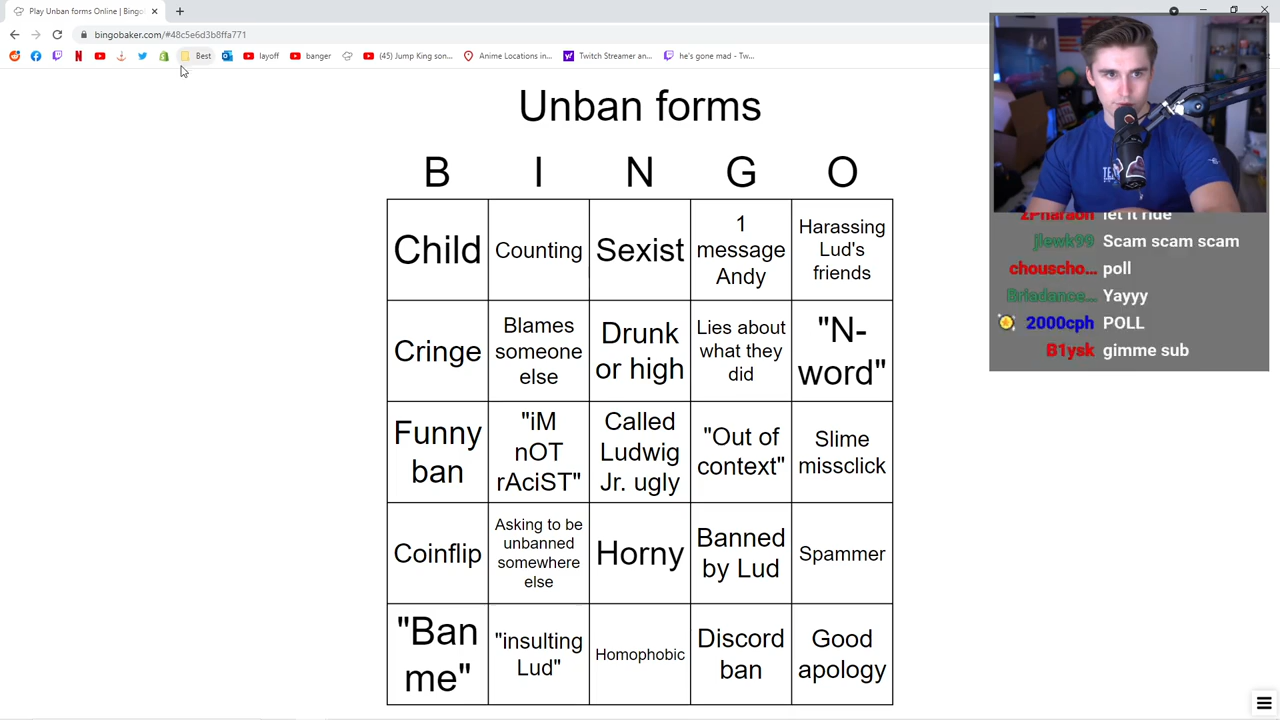 Play Unban forms Online | Bingo
bingobaker.com/#48c5e6d3b8ffa771
Best
layoff
banger
(45) Jump King son...
Anime Locations in...
Twitch Streamer an...
he's gone mad - Tw...
Unban forms
B I N G O
Child
Counting
Sexist
1
message
Andy
Harassing
Lud's
friends
Cringe
Blames
someone
else
Drunk
or high
Lies about
what they
did
"N-
word"
Funny
ban
"iM
nOT
rAciST"
Called
Ludwig
Jr. ugly
"Out of
context"
Slime
missclick
Coinflip
Asking to be
unbanned
somewhere
else
Horny
Banned
by Lud
Spammer
"Ban
me"
"insulting
Lud"
Homophobic
Discord
ban
Good
apology
zPharaoh let it ride
jlewk99 Scam scam scam
chouscho... poll
Briadance... Yayyy
2000cph POLL
B1ysk gimme sub